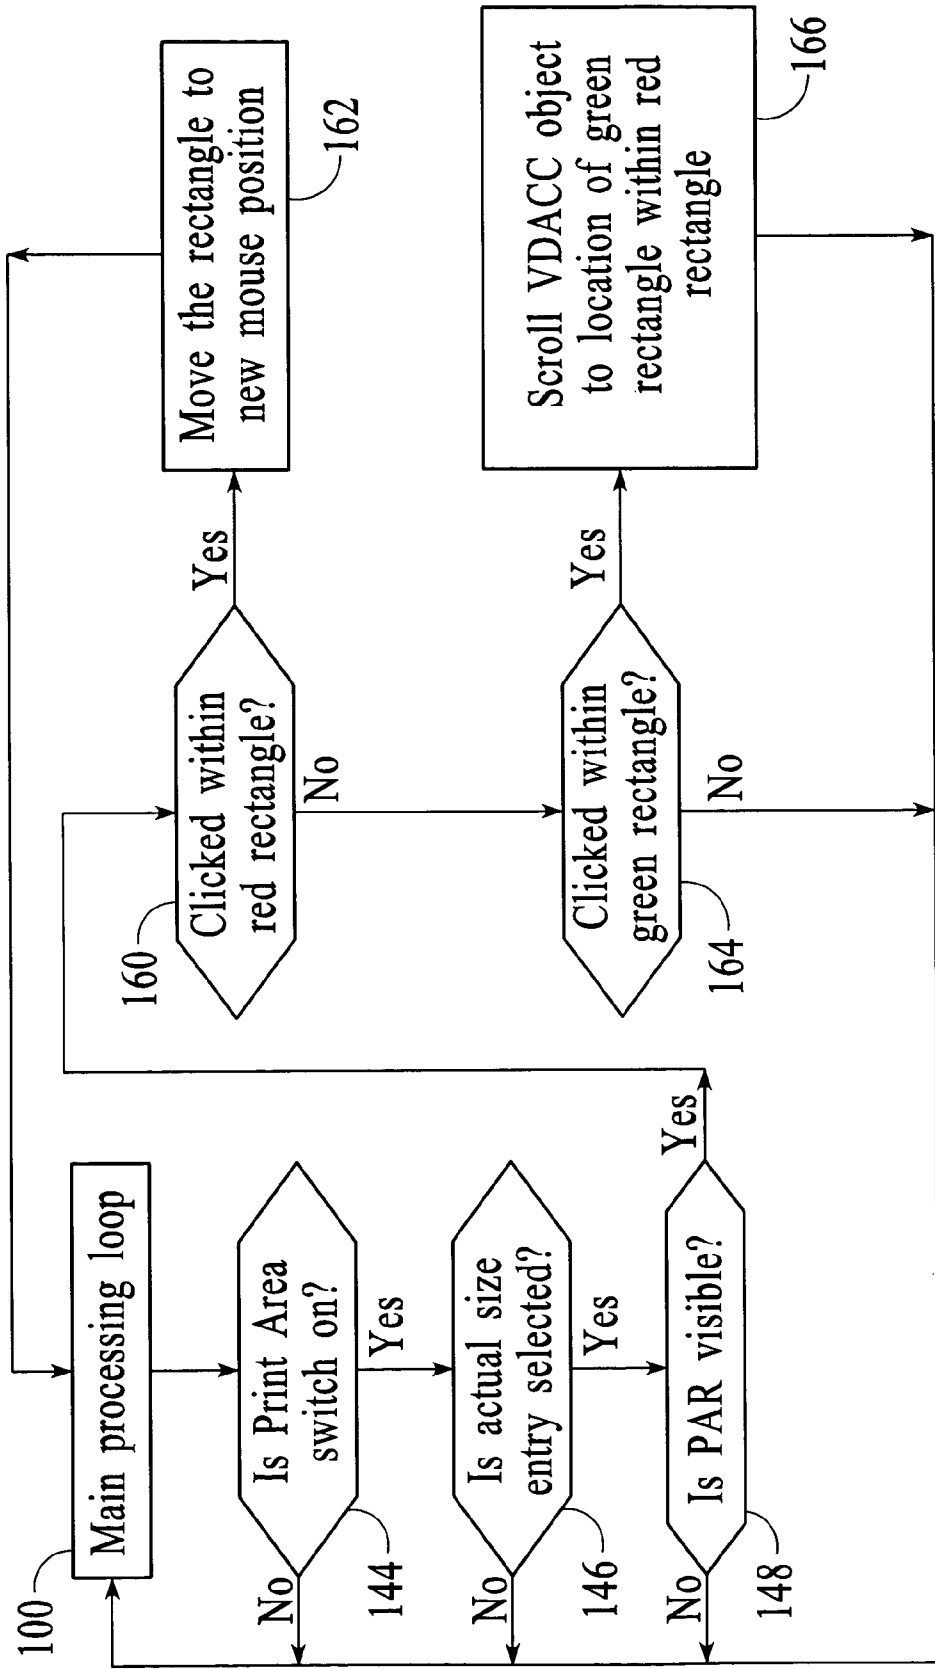 100
Main processing loop
Is Print Area
switch on?
144
No
Yes
Is actual size
entry selected?
146
No
Yes
Is PAR visible?
148
No
Yes
160
Clicked within
red rectangle?
Yes
No
Move the rectangle to
new mouse position
162
Clicked within
green rectangle?
164
Yes
No
Scroll VDACC object
to location of green
rectangle within red
rectangle
166